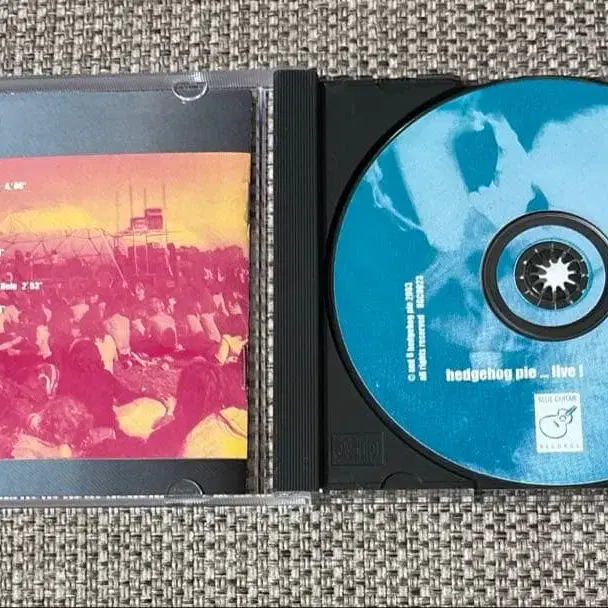 4.'06"
2'53"
© and ℗ hedgehog pie 2003
all rights reserved
hedgehog pie ... live !
BLUE GUITAR
RECORDS